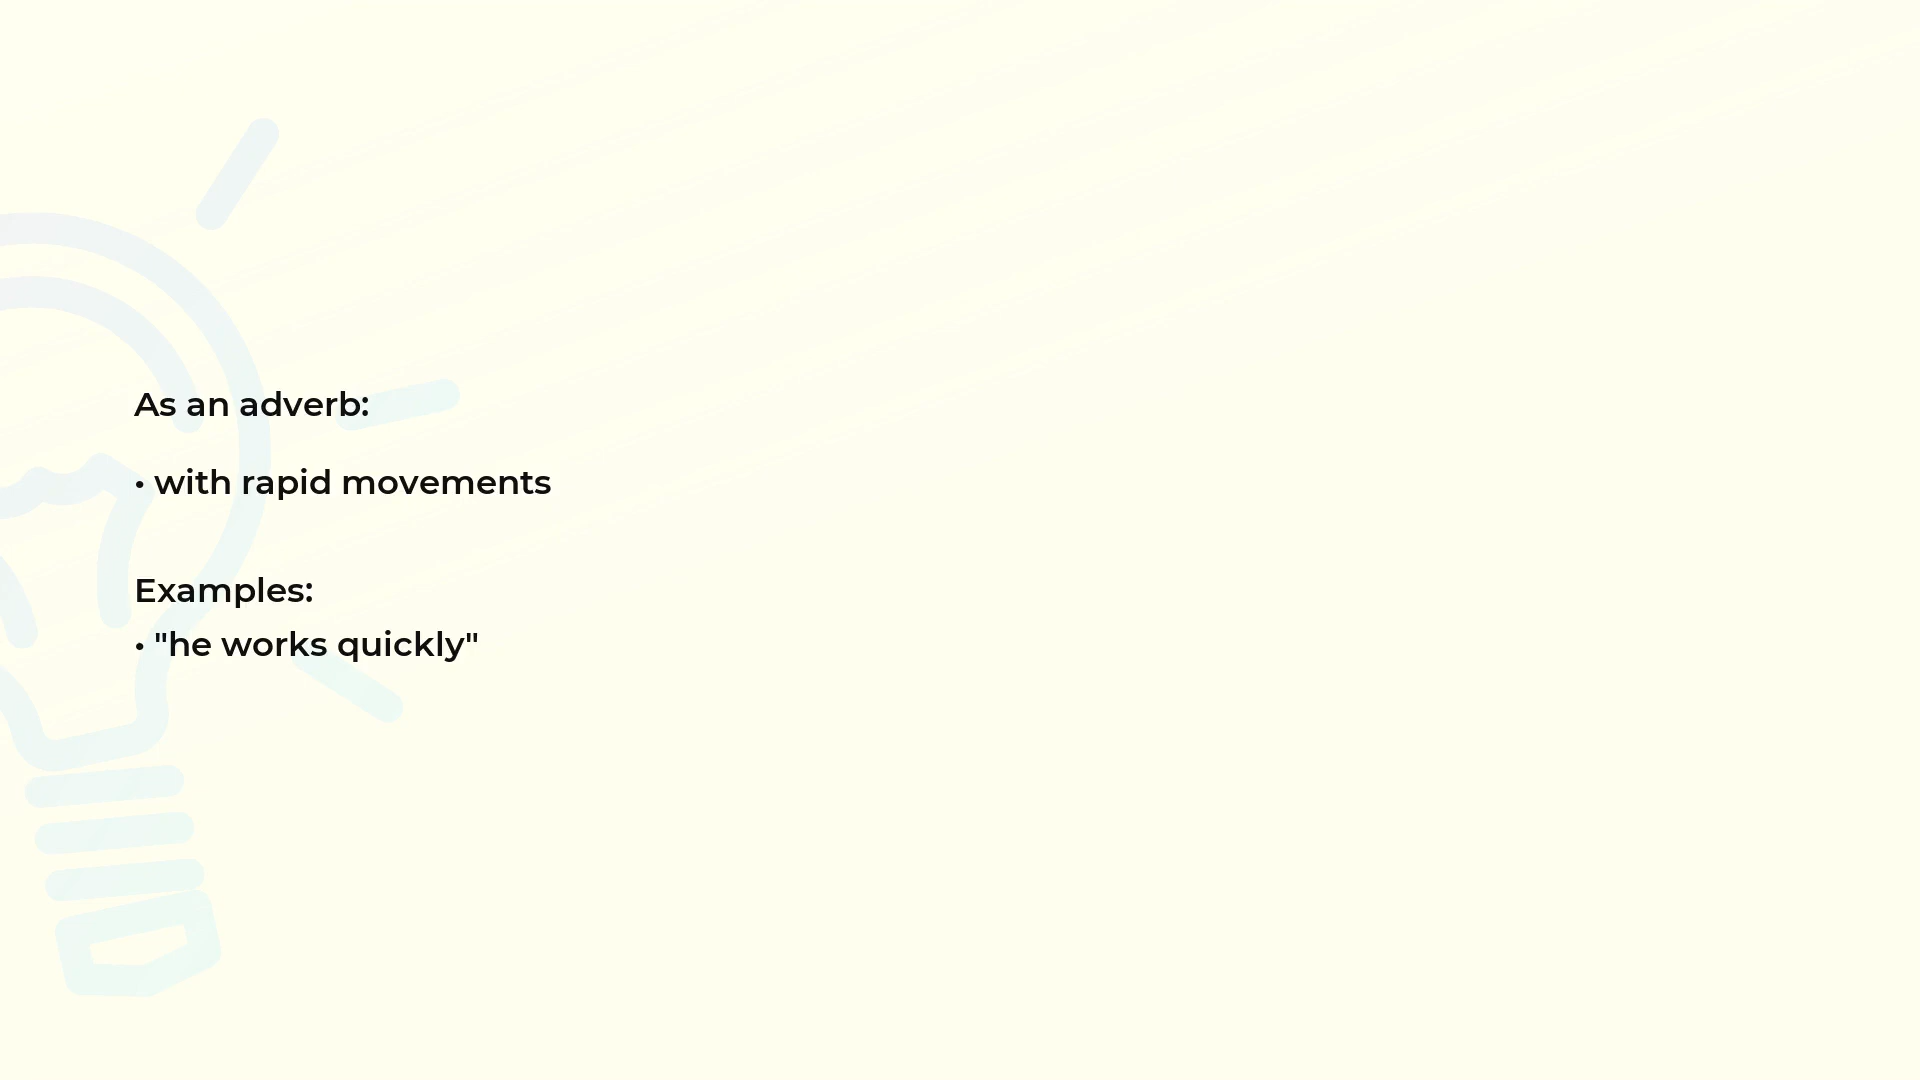 As an adverb:
• with rapid movements
Examples:
• "he works quickly"